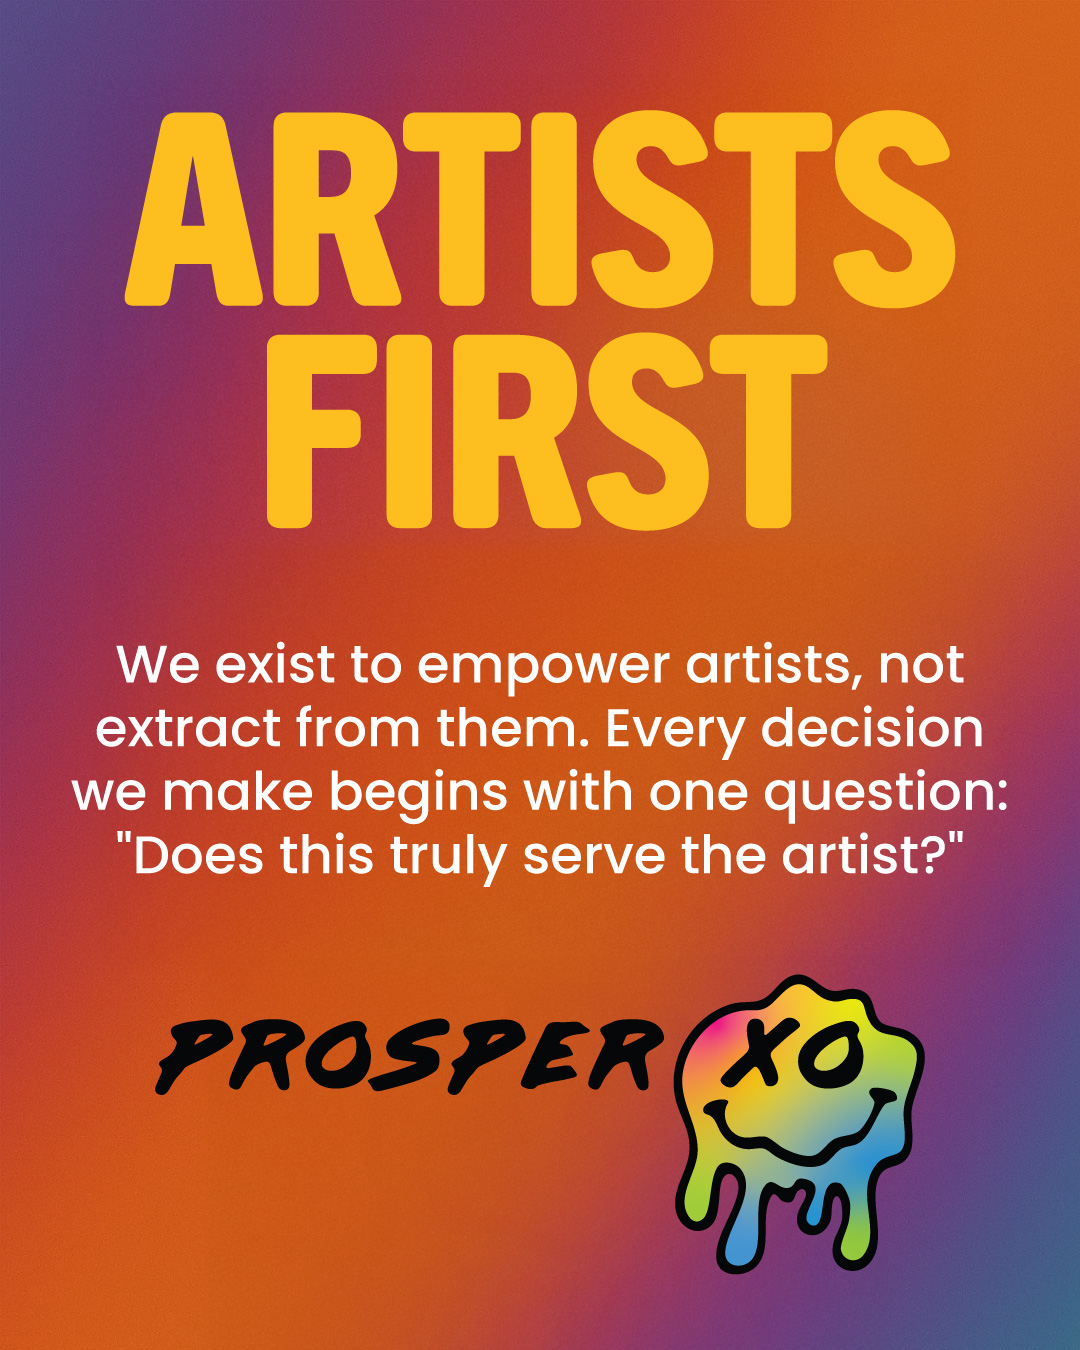 ARTISTS
FIRST
We exist to empower artists, not
extract from them. Every decision
we make begins with one question:
"Does this truly serve the artist?"
PROSPER XO